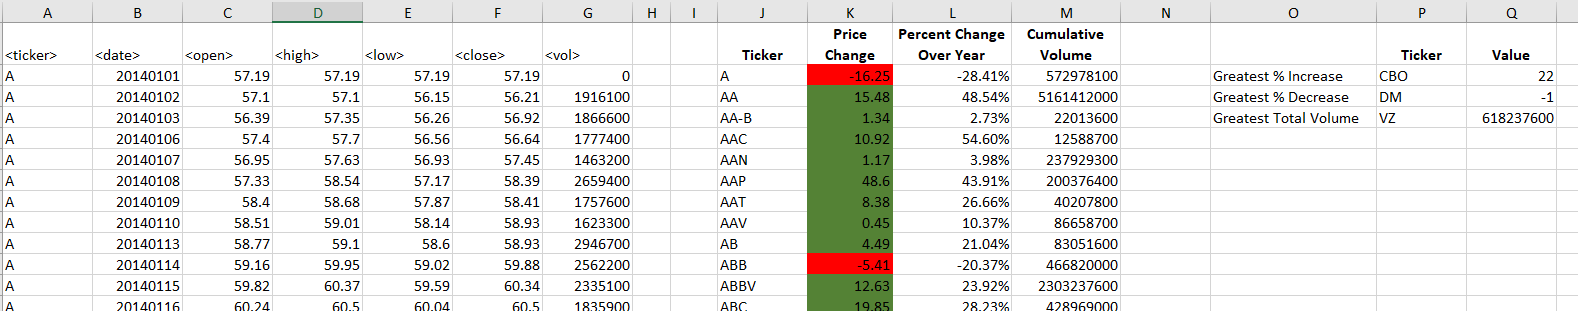 A B C D E F G H I J K L M N O P Q
Price Percent Change Cumulative
<ticker> <date> <open> <high> <low> <close> <vol> Ticker Change Over Year Volume Ticker Value
A 20140101 57.19 57.19 57.19 57.19 0 A -16.25 -28.41% 572978100 Greatest % Increase CBO 22
A 20140102 57.1 57.1 56.15 56.21 1916100 AA 15.48 48.54% 5161412000 Greatest % Decrease DM -1
A 20140103 56.39 57.35 56.26 56.92 1866600 AA-B 1.34 2.73% 22013600 Greatest Total Volume VZ 618237600
A 20140106 57.4 57.7 56.56 56.64 1777400 AAC 10.92 54.60% 12588700
A 20140107 56.95 57.63 56.93 57.45 1463200 AAN 1.17 3.98% 237929300
A 20140108 57.33 58.54 57.17 58.39 2659400 AAP 48.6 43.91% 200376400
A 20140109 58.4 58.68 57.87 58.41 1757600 AAT 8.38 26.66% 40207800
A 20140110 58.51 59.01 58.14 58.93 1623300 AAV 0.45 10.37% 86658700
A 20140113 58.77 59.1 58.6 58.93 2946700 AB 4.49 21.04% 83051600
A 20140114 59.16 59.95 59.02 59.88 2562200 ABB -5.41 -20.37% 466820000
A 20140115 59.82 60.37 59.59 60.34 2335100 ABBV 12.63 23.92% 2303237600
A 20140116 60.24 60.5 60.04 60.5 1835900 ABC 19.85 28.23% 428969000